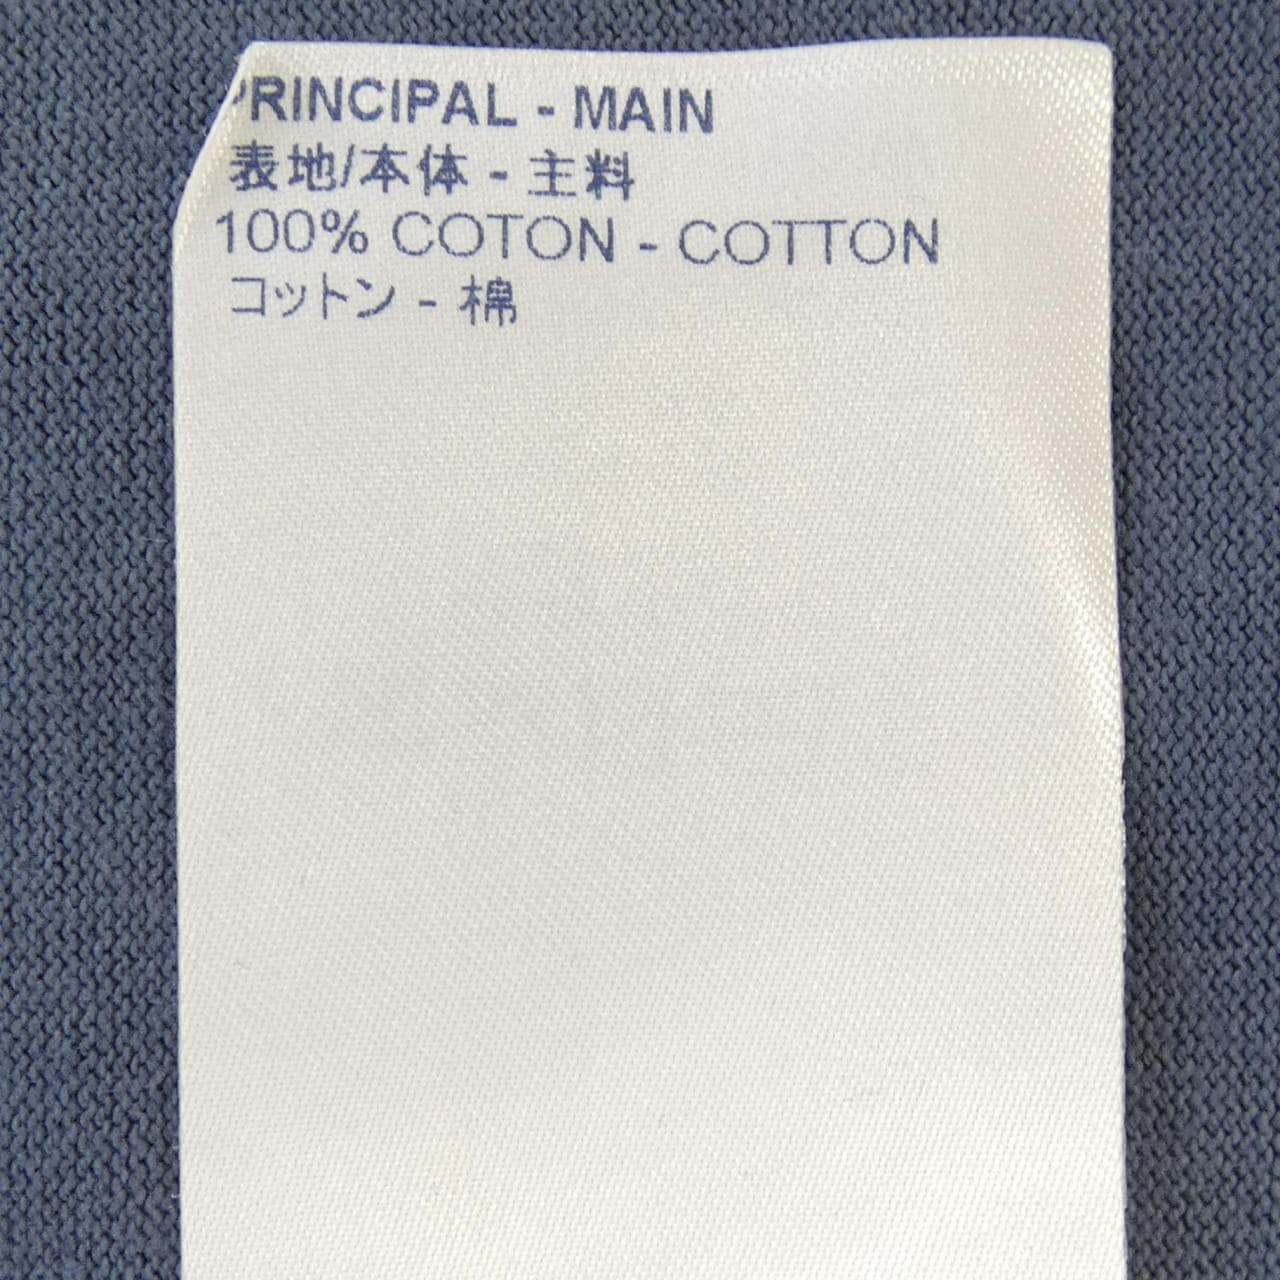 PRINCIPAL - MAIN
表地/本体 - 主料
100% COTON - COTTON
コットン - 棉